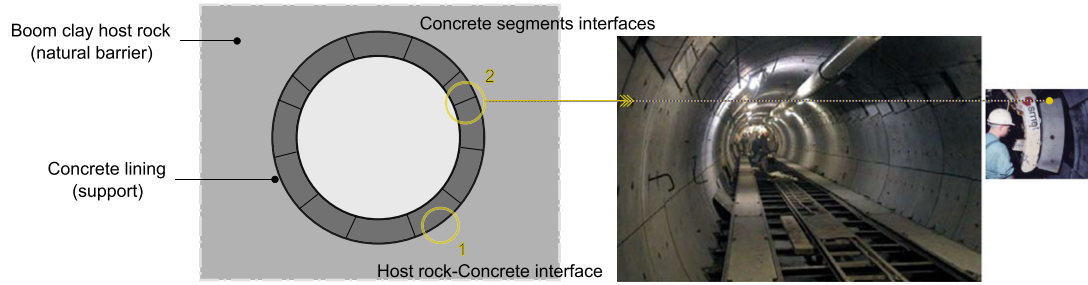 Boom clay host rock
(natural barrier)
Concrete segments interfaces
2
Concrete lining
(support)
1
Host rock-Concrete interface